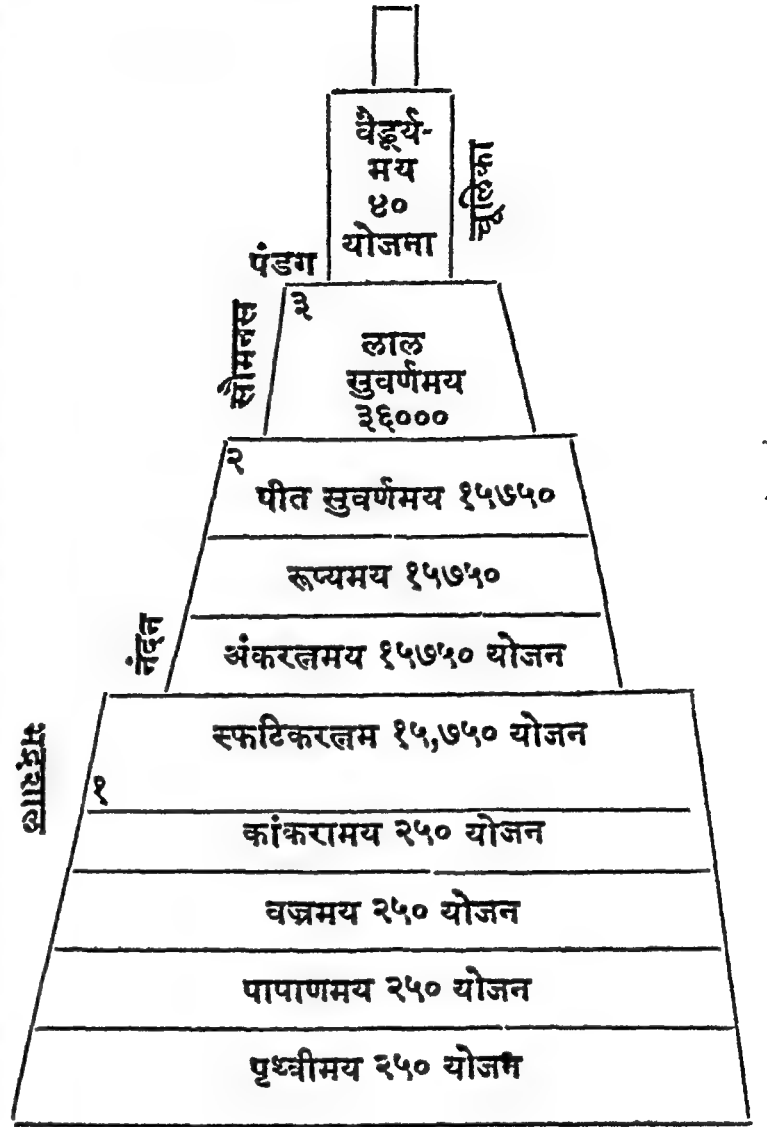 वैडूर्य-
मय
४०
योजना
चूलिका
पंडग
३
सौमनस
लाल
सुवर्णमय
३६०००
२
पीत सुवर्णमय १५७५०
रूप्यमय १५७५०
नंदन
अंकरत्नमय १५७५० योजन
स्फटिकरत्नम १५,७५० योजन
भद्रशाल
१
कांकरामय २५० योजन
वज्रमय २५० योजन
पापाणमय २५० योजन
पृथ्वीमय २५० योजन